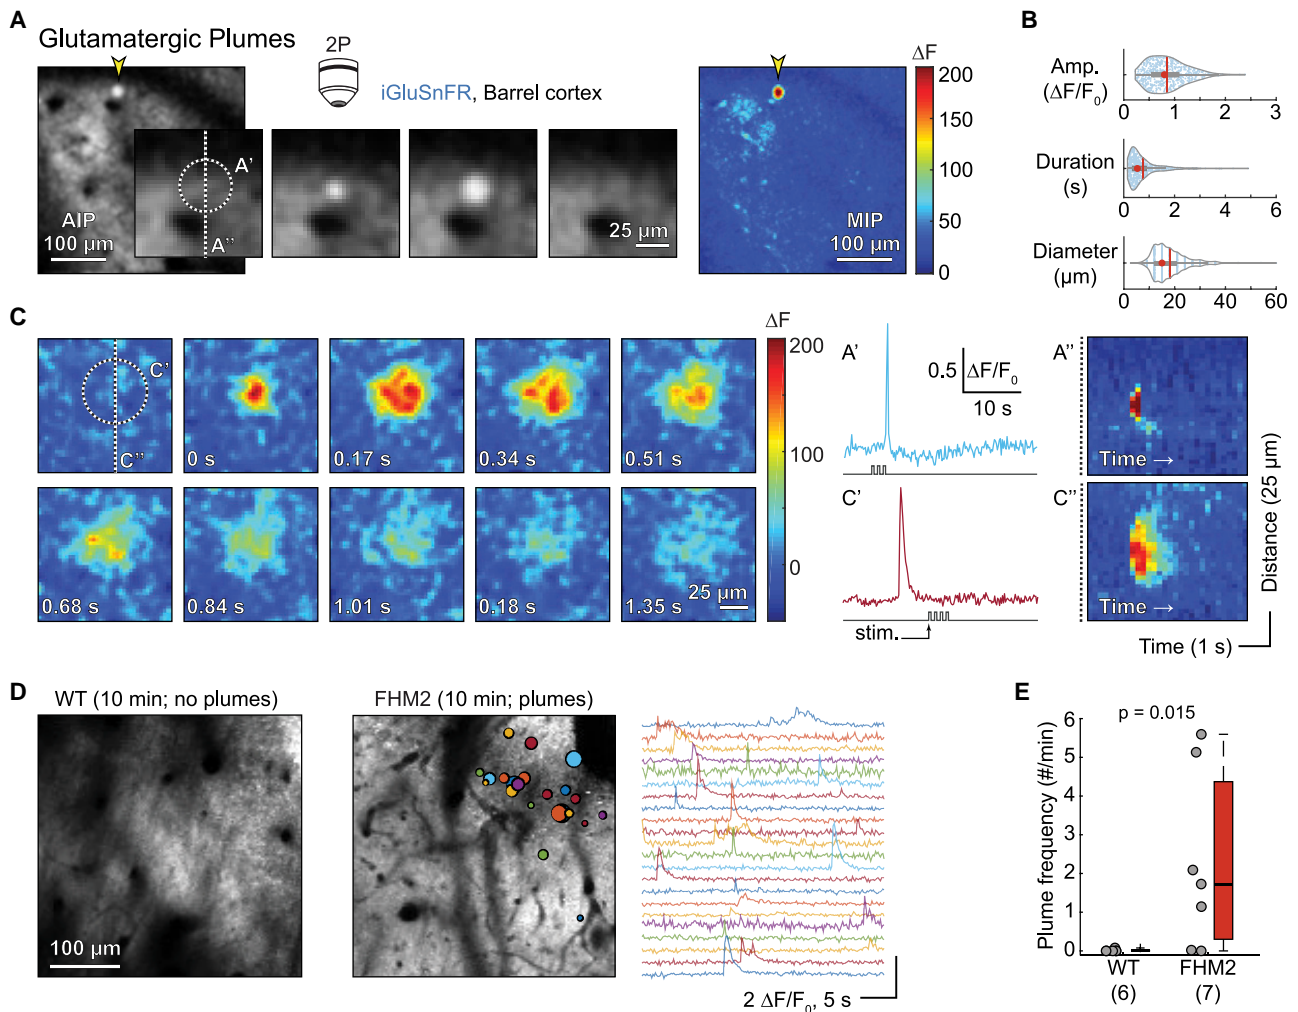 A
Glutamatergic Plumes
2P
iGluSnFR, Barrel cortex
AIP
100 µm
A'
A''
25 µm
MIP
100 µm
ΔF
200
150
100
50
0
B
Amp.
(ΔF/F0)
0 1 2 3
Duration
(s)
0 2 4 6
Diameter
(µm)
0 20 40 60
C
C'
C''
0 s
0.17 s
0.34 s
0.51 s
0.68 s
0.84 s
1.01 s
0.18 s
1.35 s
25 µm
ΔF
200
100
0
A'
0.5 ΔF/F0
10 s
C'
stim.
A''
Time →
C''
Time →
Distance (25 µm)
Time (1 s)
D
WT (10 min; no plumes)
100 µm
FHM2 (10 min; plumes)
2 ΔF/F0, 5 s
E
p = 0.015
Plume frequency (#/min)
6
5
4
3
2
1
0
WT
(6)
FHM2
(7)